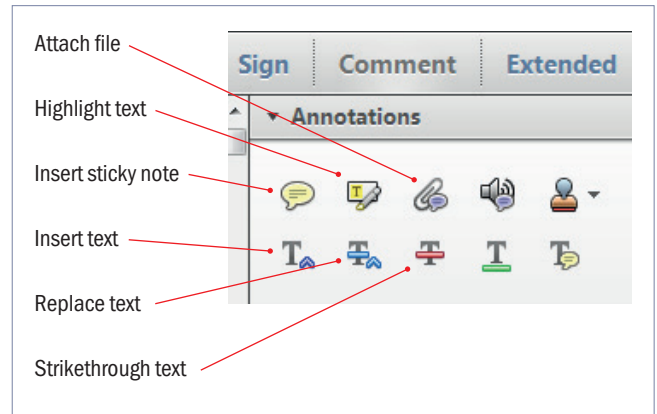 Attach file
Sign Comment Extended
Highlight text
Annotations
Insert sticky note
Insert text
Replace text
Strikethrough text